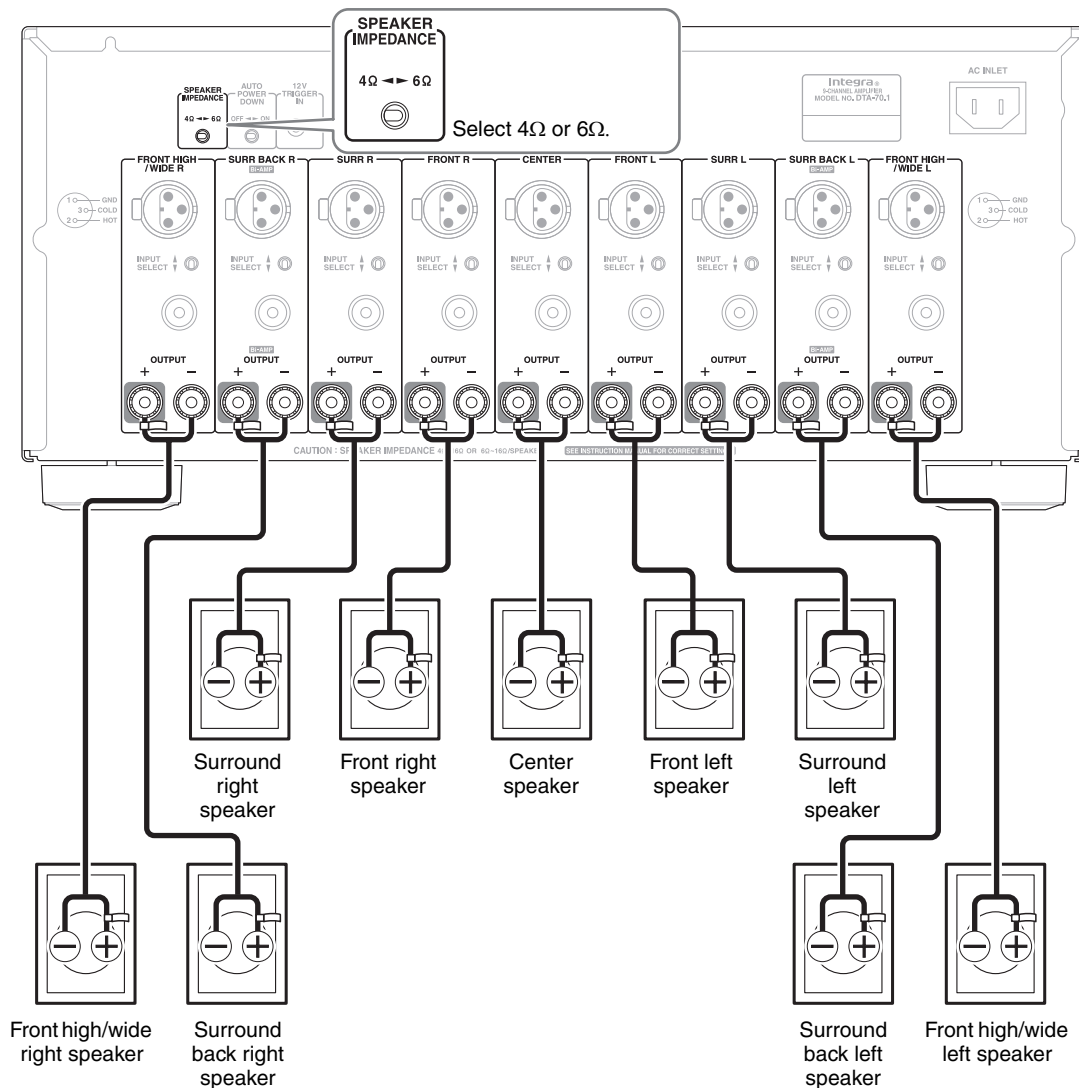 SPEAKER
IMPEDANCE
4Ω ◄► 6Ω
Select 4Ω or 6Ω.
SPEAKER
IMPEDANCE
4Ω ◄► 6Ω
AUTO
POWER
DOWN
OFF ◄► ON
12V
TRIGGER
IN
Integra
9-CHANNEL AMPLIFIER
MODEL NO. DTA-70.1
AC INLET
FRONT HIGH
/WIDE R
SURR BACK R
BI-AMP
SURR R
FRONT R
CENTER
FRONT L
SURR L
SURR BACK L
BI-AMP
FRONT HIGH
/WIDE L
1 GND
3 COLD
2 HOT
1 GND
3 COLD
2 HOT
INPUT
SELECT
INPUT
SELECT
INPUT
SELECT
INPUT
SELECT
INPUT
SELECT
INPUT
SELECT
INPUT
SELECT
INPUT
SELECT
INPUT
SELECT
BI-AMP
BI-AMP
OUTPUT
+ −
OUTPUT
+ −
OUTPUT
+ −
OUTPUT
+ −
OUTPUT
+ −
OUTPUT
+ −
OUTPUT
+ −
OUTPUT
+ −
OUTPUT
+ −
CAUTION : SPEAKER IMPEDANCE 6Ω OR 6Ω~16Ω/SPEAKER
SEE INSTRUCTION MANUAL FOR CORRECT SETTING
− +
− +
− +
− +
− +
Surround
right
speaker
Front right
speaker
Center
speaker
Front left
speaker
Surround
left
speaker
− +
− +
− +
− +
Front high/wide
right speaker
Surround
back right
speaker
Surround
back left
speaker
Front high/wide
left speaker